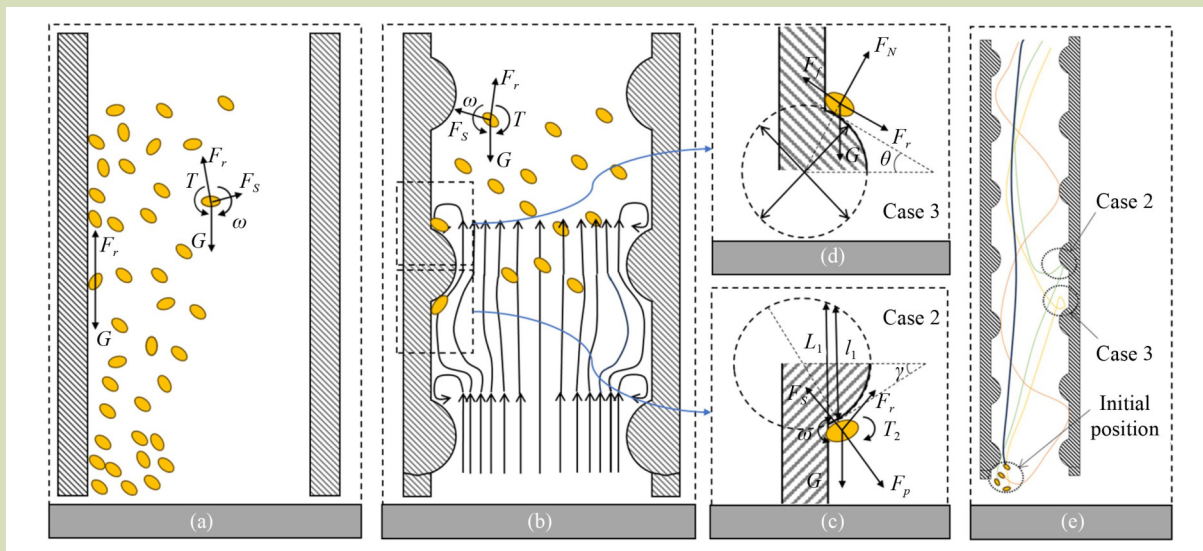 F_r
T
F_S
G
ω
F_r
G
(a)
F_r
ω
T
F_S
G
(b)
F_N
F_f
F_r
G
θ
Case 3
(d)
Case 2
L_1
l_1
γ
F_S
F_r
ω
T_2
G
F_p
(c)
Case 2
Case 3
Initial
position
(e)